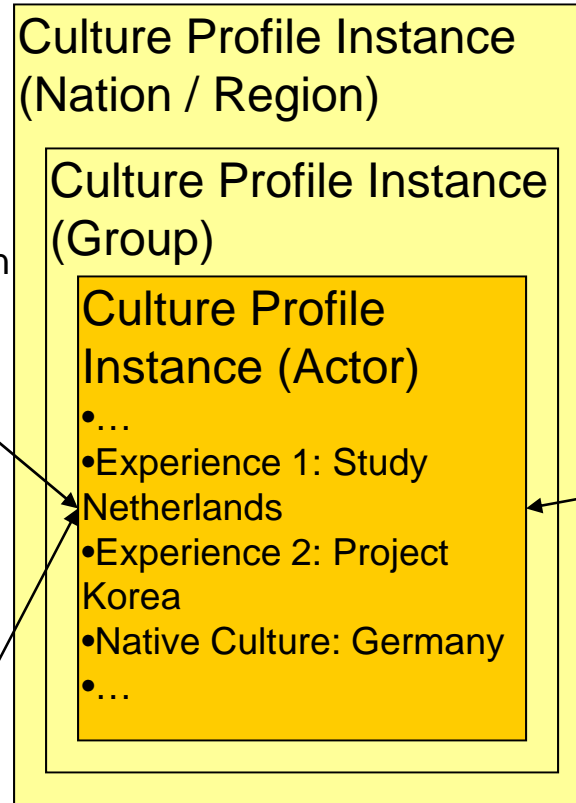 Culture Profile Instance
(Nation / Region)
Culture Profile Instance
(Group)
n
Culture Profile
Instance (Actor)
•…
•Experience 1: Study
Netherlands
•Experience 2: Project
Korea
•Native Culture: Germany
•…